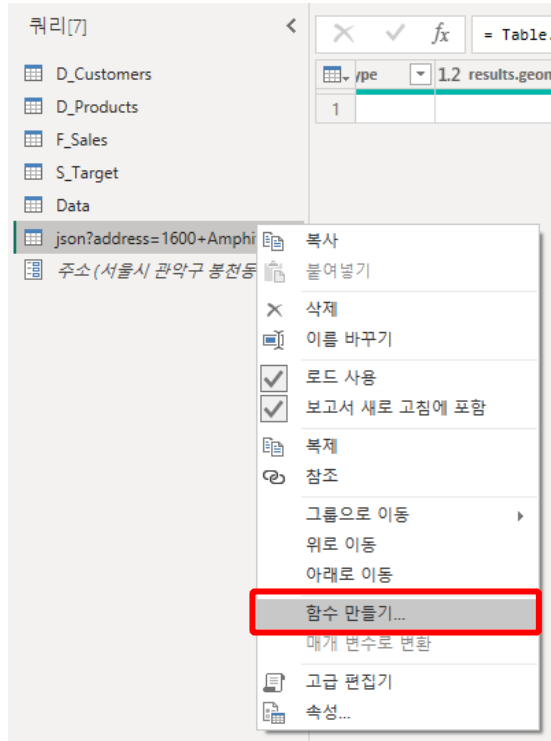 쿼리[7]
= Table.
D_Customers
D_Products
F_Sales
S_Target
Data
json?address=1600+Amphi
주소 (서울시 관악구 봉천동
ype
1.2 results.geon
1
복사
붙여넣기
삭제
이름 바꾸기
로드 사용
보고서 새로 고침에 포함
복제
참조
그룹으로 이동
위로 이동
아래로 이동
함수 만들기...
매개 변수로 변환
고급 편집기
속성...